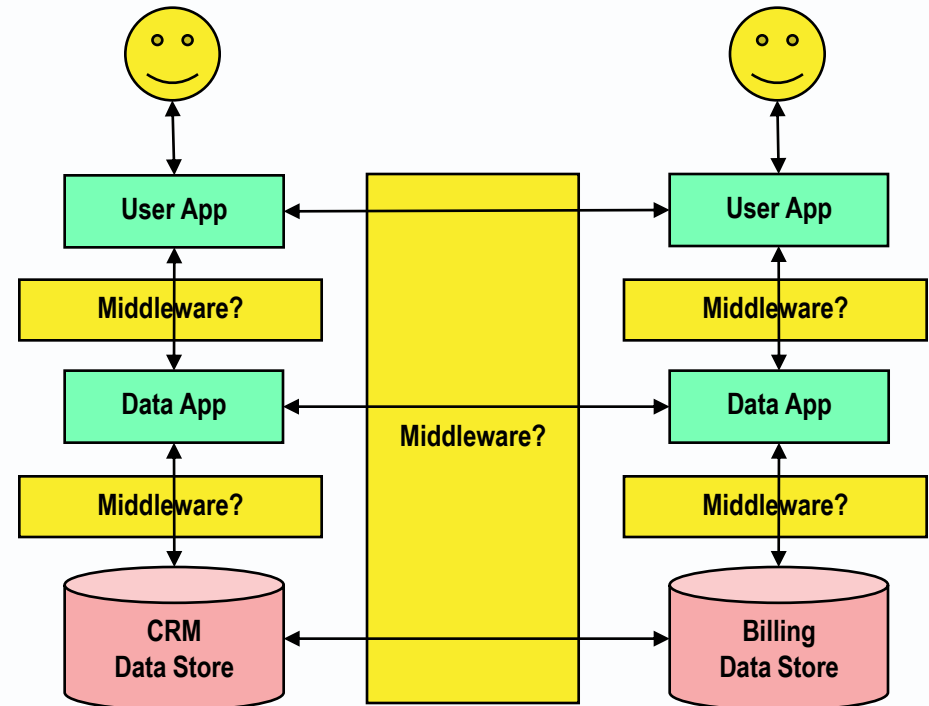 User App
User App
Middleware?
Middleware?
Data App
Data App
Middleware?
Middleware?
Middleware?
CRM
Data Store
Billing
Data Store